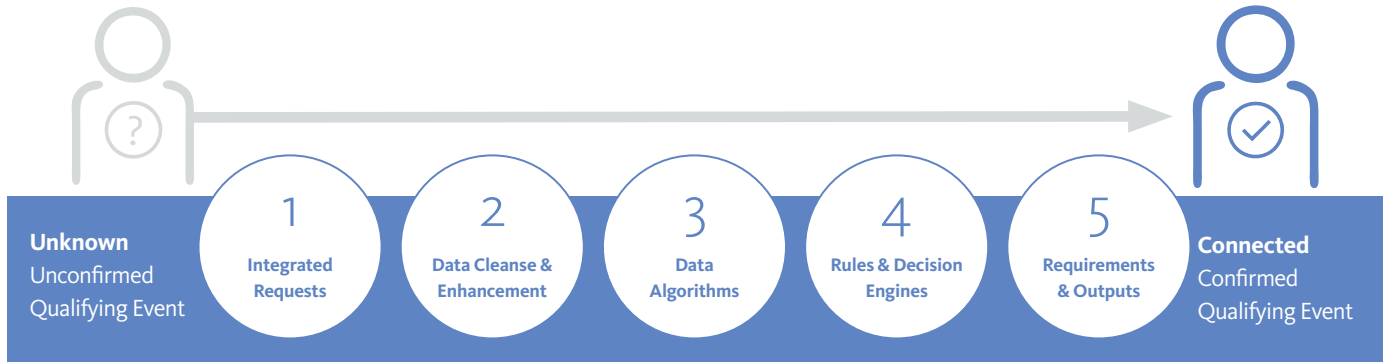 ?
Unknown
Unconfirmed
Qualifying Event
1
Integrated
Requests
2
Data Cleanse &
Enhancement
3
Data
Algorithms
4
Rules & Decision
Engines
5
Requirements
& Outputs
Connected
Confirmed
Qualifying Event